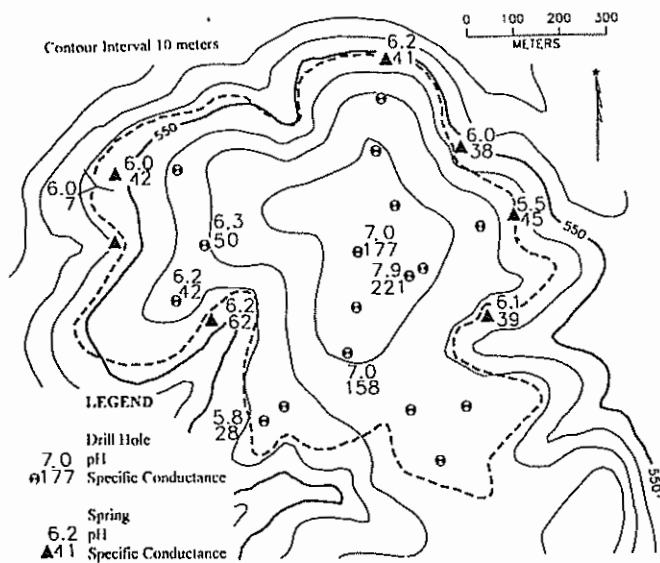 Contour Interval 10 meters
0 100 200 300
METERS
6.2
41
550
6.0
42
6.0
7
6.0
38
5.5
45
550
6.3
50
7.0
177
7.9
221
6.2
42
6.2
62
6.1
39
7.0
158
5.8
28
550
LEGEND
Drill Hole
7.0 pH
177 Specific Conductance
Spring
6.2 pH
41 Specific Conductance